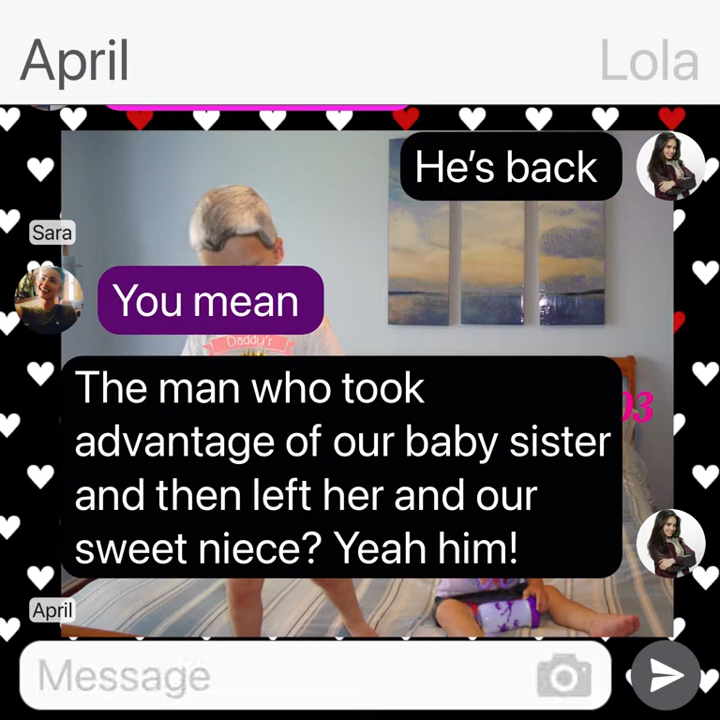 April
Lola
He's back
Sara
You mean
Daddy's
The man who took
advantage of our baby sister
and then left her and our
sweet niece? Yeah him!
April
Message